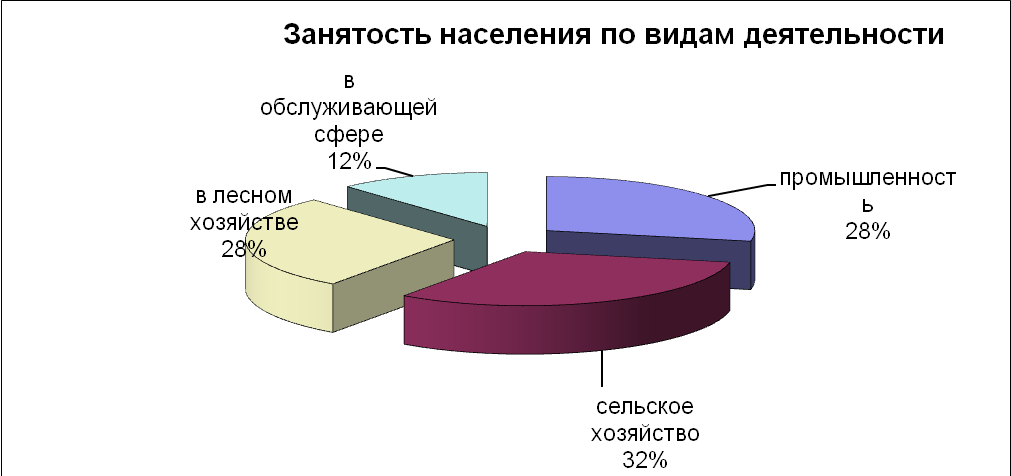 Занятость населения по видам деятельности
в
обслуживающей
сфере
12%
промышленност
ь
28%
в лесном
хозяйстве
28%
сельское
хозяйство
32%